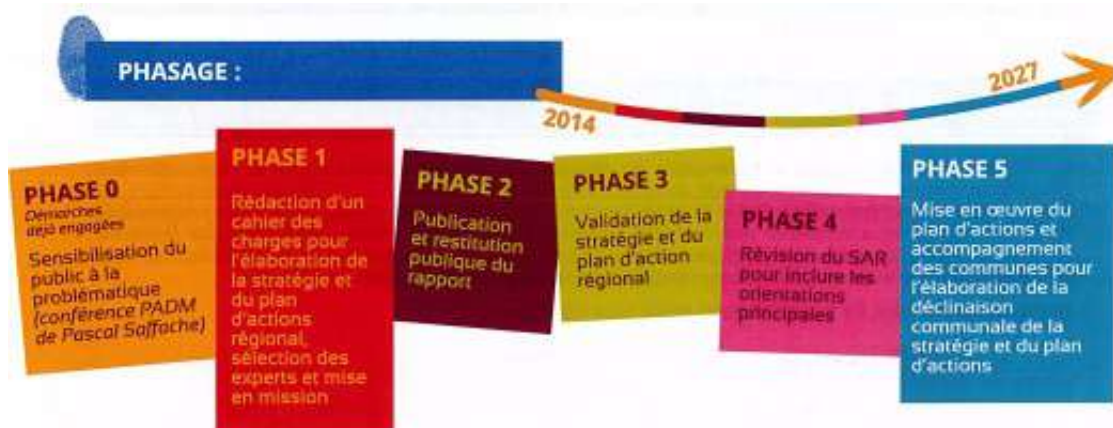 PHASAGE :
2014
2027
PHASE 0
Démarches
déjà engagées
Sensibilisation du
public à la
problématique
(conférence PADM
de Pascal Saffache)
PHASE 1
Rédaction d'un
cahier des
charges pour
l'élaboration de
la stratégie et
du plan
d'actions
régional,
sélection des
experts et mise
en mission
PHASE 2
Publication
et restitution
publique du
rapport
PHASE 3
Validation de la
stratégie et du
plan d'action
régional
PHASE 4
Révision du SAR
pour inclure les
orientations
principales
PHASE 5
Mise en œuvre du
plan d'actions et
accompagnement
des communes pour
l'élaboration de la
déclinaison
communale de la
stratégie et du plan
d'actions